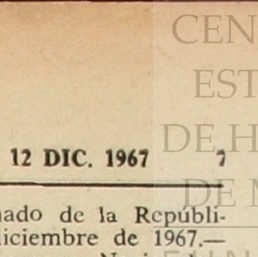 CEN
EST
12 DIC. 1967 7
DE H
nado de la Repúbli-
DE M
diciembre de 1967.—